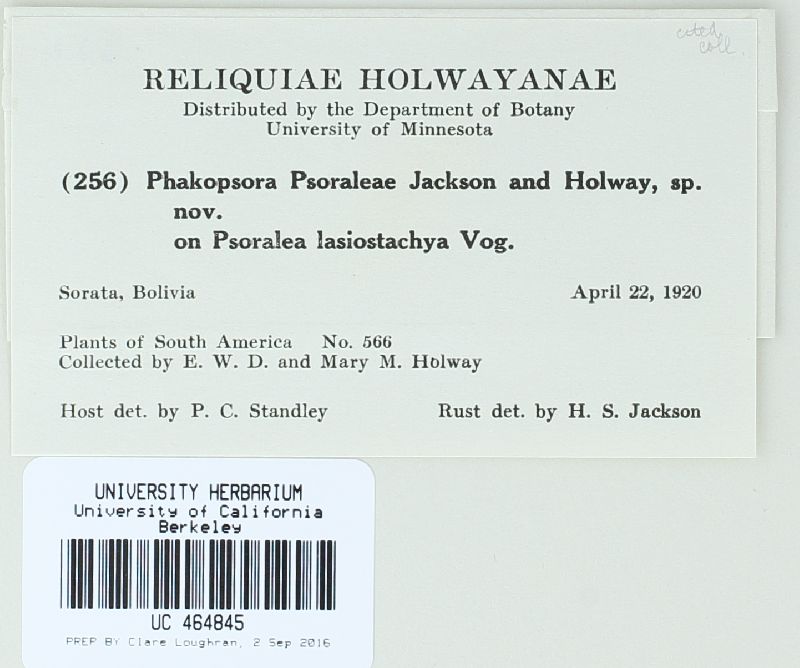 cited
coll.
RELIQUIAE HOLWAYANAE
Distributed by the Department of Botany
University of Minnesota
(256) Phakopsora Psoraleae Jackson and Holway, sp.
nov.
on Psoralea lasiostachya Vog.
Sorata, Bolivia April 22, 1920
Plants of South America No. 566
Collected by E. W. D. and Mary M. Holway
Host det. by P. C. Standley Rust det. by H. S. Jackson
UNIVERSITY HERBARIUM
University of California
Berkeley
UC 464845
PREP BY Clare Loughran, 2 Sep 2016